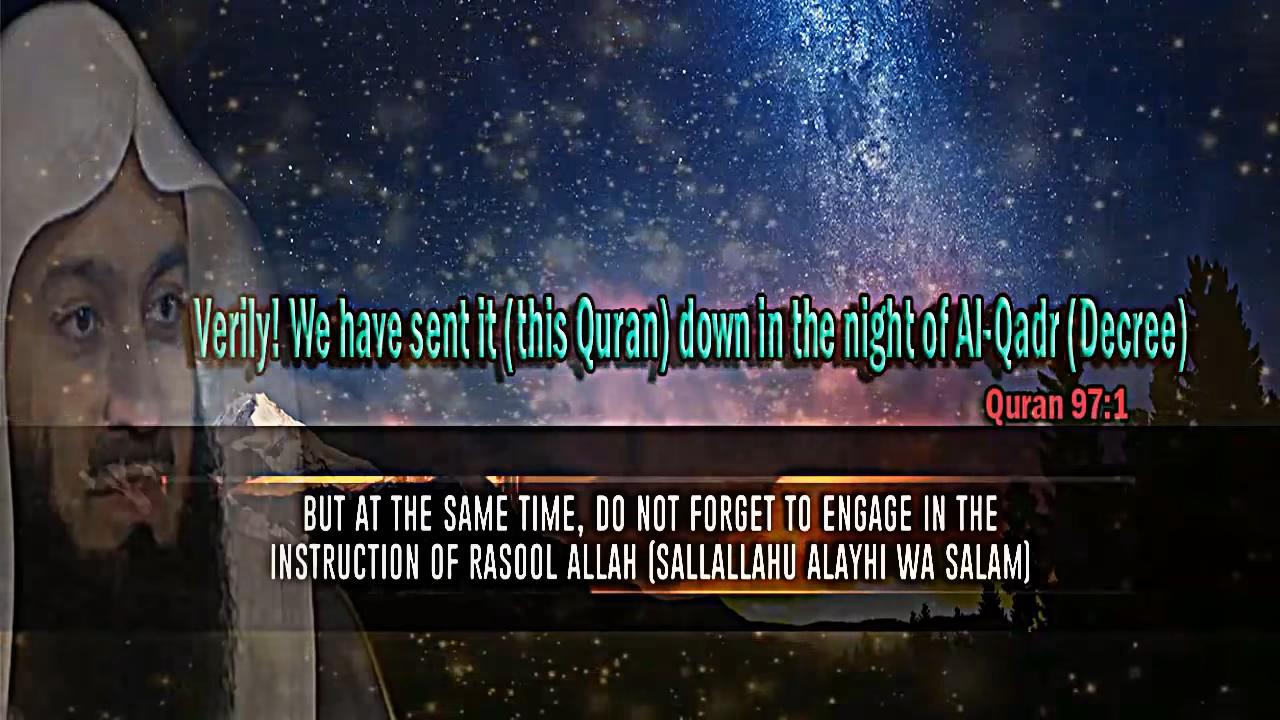 Verily! We have sent it (this Quran) down in the night of Al-Qadr (Decree)
Quran 97:1
BUT AT THE SAME TIME, DO NOT FORGET TO ENGAGE IN THE
INSTRUCTION OF RASOOL ALLAH (SALLALLAHU ALAYHI WA SALAM)